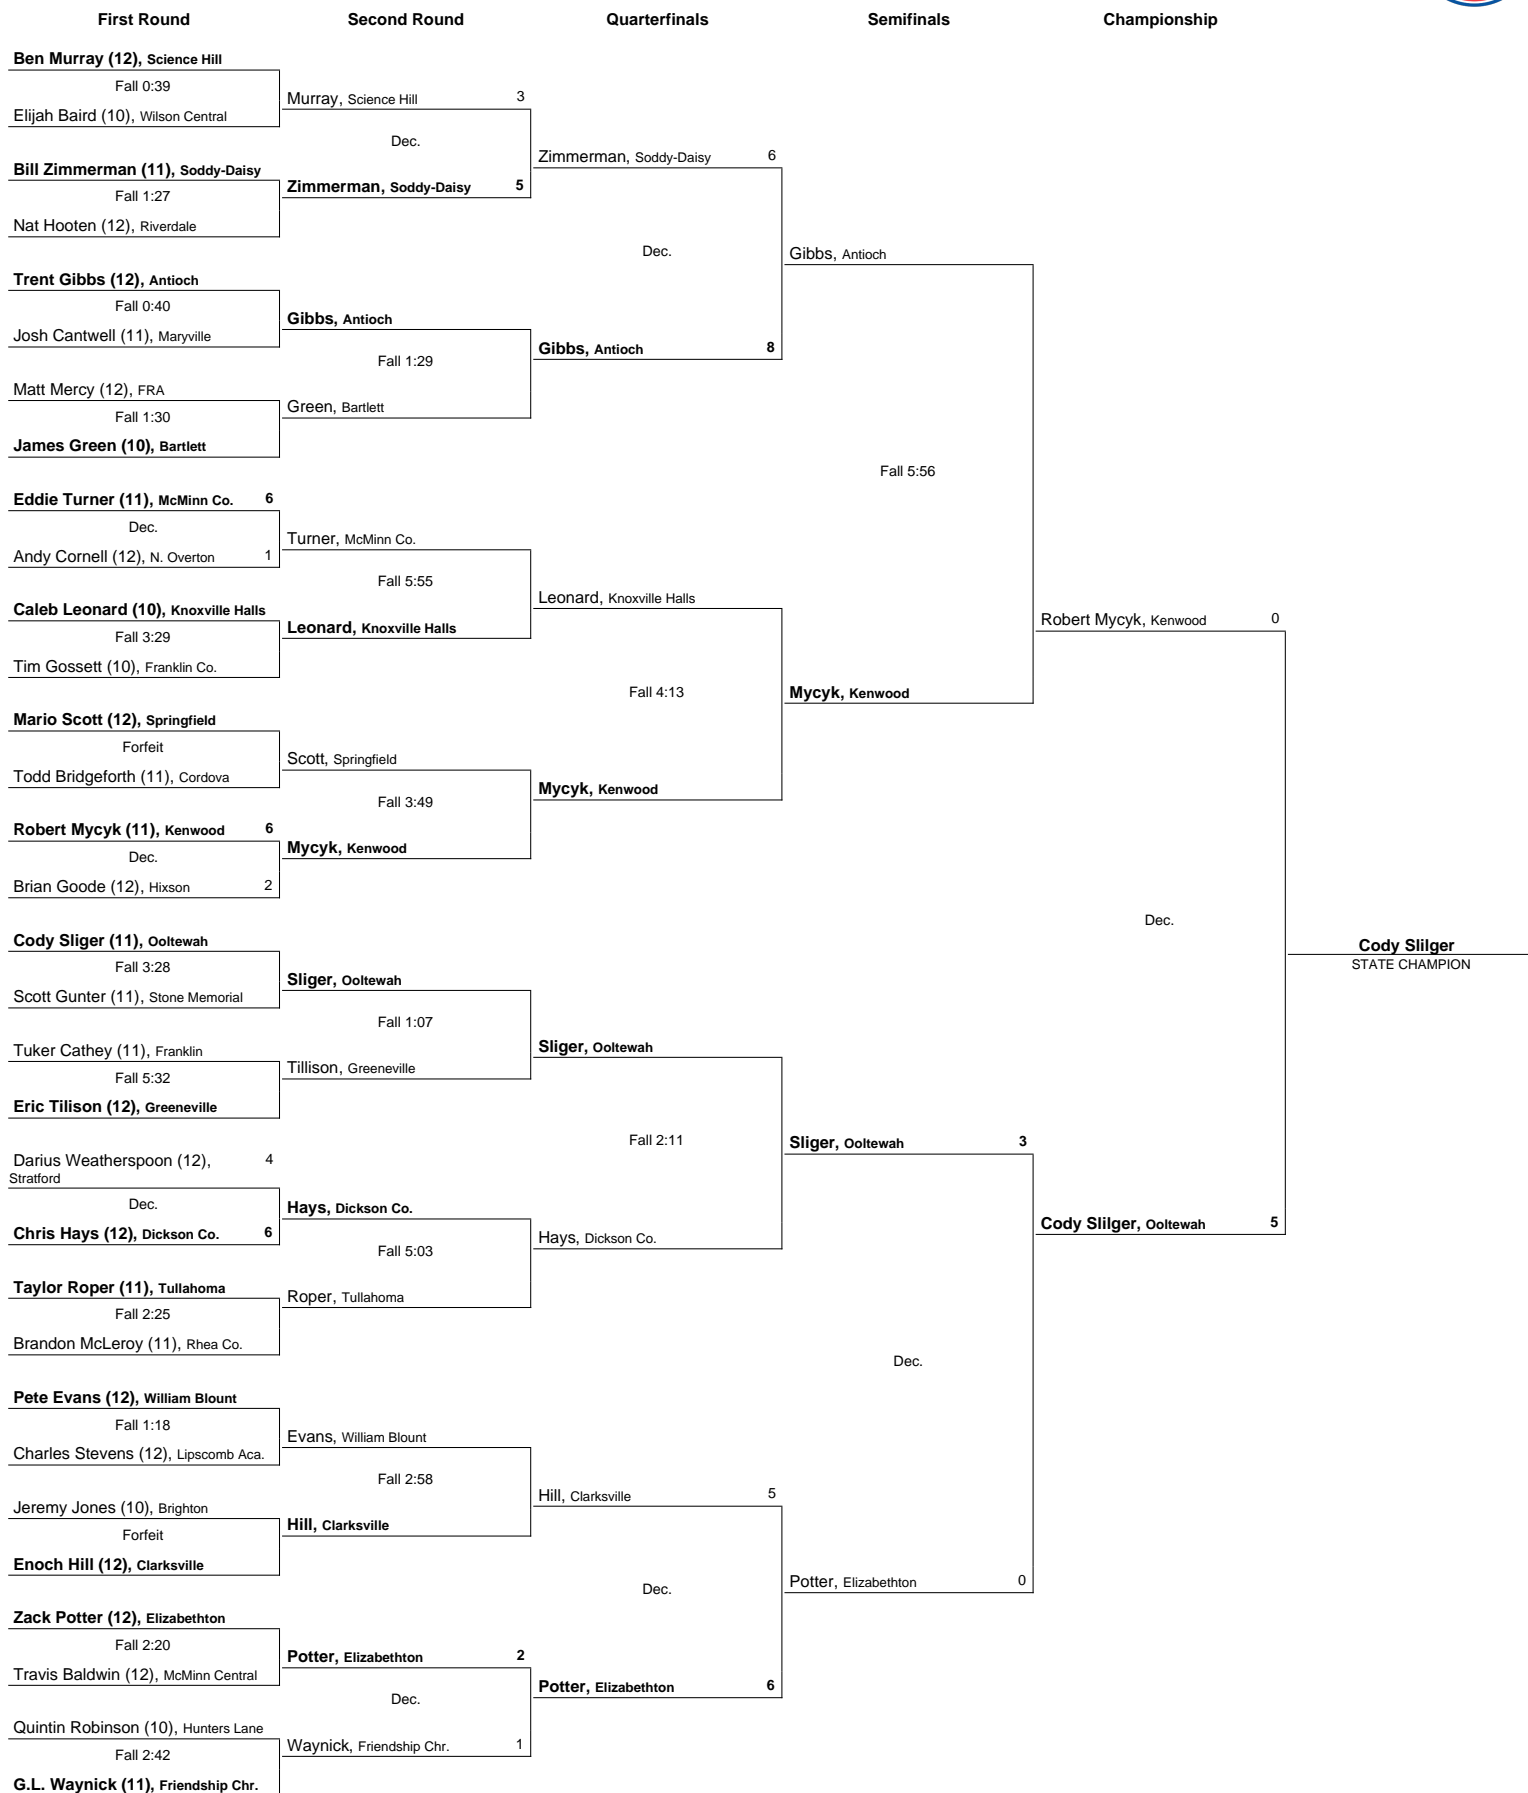 First Round Second Round Quarterfinals Semifinals Championship
Ben Murray (12), Science Hill
Fall 0:39
Elijah Baird (10), Wilson Central
Bill Zimmerman (11), Soddy-Daisy
Fall 1:27
Nat Hooten (12), Riverdale
Trent Gibbs (12), Antioch
Fall 0:40
Josh Cantwell (11), Maryville
Matt Mercy (12), FRA
Fall 1:30
James Green (10), Bartlett
Eddie Turner (11), McMinn Co. 6
Dec.
Andy Cornell (12), N. Overton 1
Caleb Leonard (10), Knoxville Halls
Fall 3:29
Tim Gossett (10), Franklin Co.
Mario Scott (12), Springfield
Forfeit
Todd Bridgeforth (11), Cordova
Robert Mycyk (11), Kenwood 6
Dec.
Brian Goode (12), Hixson 2
Cody Sliger (11), Ooltewah
Fall 3:28
Scott Gunter (11), Stone Memorial
Tuker Cathey (11), Franklin
Fall 5:32
Eric Tilison (12), Greeneville
Darius Weatherspoon (12), 4
Stratford
Dec.
Chris Hays (12), Dickson Co. 6
Taylor Roper (11), Tullahoma
Fall 2:25
Brandon McLeroy (11), Rhea Co.
Pete Evans (12), William Blount
Fall 1:18
Charles Stevens (12), Lipscomb Aca.
Jeremy Jones (10), Brighton
Forfeit
Enoch Hill (12), Clarksville
Zack Potter (12), Elizabethton
Fall 2:20
Travis Baldwin (12), McMinn Central
Quintin Robinson (10), Hunters Lane
Fall 2:42
G.L. Waynick (11), Friendship Chr.
Murray, Science Hill 3
Dec.
Zimmerman, Soddy-Daisy 5
Gibbs, Antioch
Fall 1:29
Green, Bartlett
Turner, McMinn Co.
Fall 5:55
Leonard, Knoxville Halls
Scott, Springfield
Fall 3:49
Mycyk, Kenwood
Sliger, Ooltewah
Fall 1:07
Tillison, Greeneville
Hays, Dickson Co.
Fall 5:03
Roper, Tullahoma
Evans, William Blount
Fall 2:58
Hill, Clarksville
Potter, Elizabethton 2
Dec.
Waynick, Friendship Chr. 1
Zimmerman, Soddy-Daisy 6
Dec.
Gibbs, Antioch 8
Leonard, Knoxville Halls
Fall 4:13
Mycyk, Kenwood
Sliger, Ooltewah
Fall 2:11
Hays, Dickson Co.
Hill, Clarksville 5
Dec.
Potter, Elizabethton 6
Gibbs, Antioch
Fall 5:56
Mycyk, Kenwood
Sliger, Ooltewah 3
Dec.
Potter, Elizabethton 0
Robert Mycyk, Kenwood 0
Dec.
Cody Slilger, Ooltewah 5
Cody Slilger
STATE CHAMPION